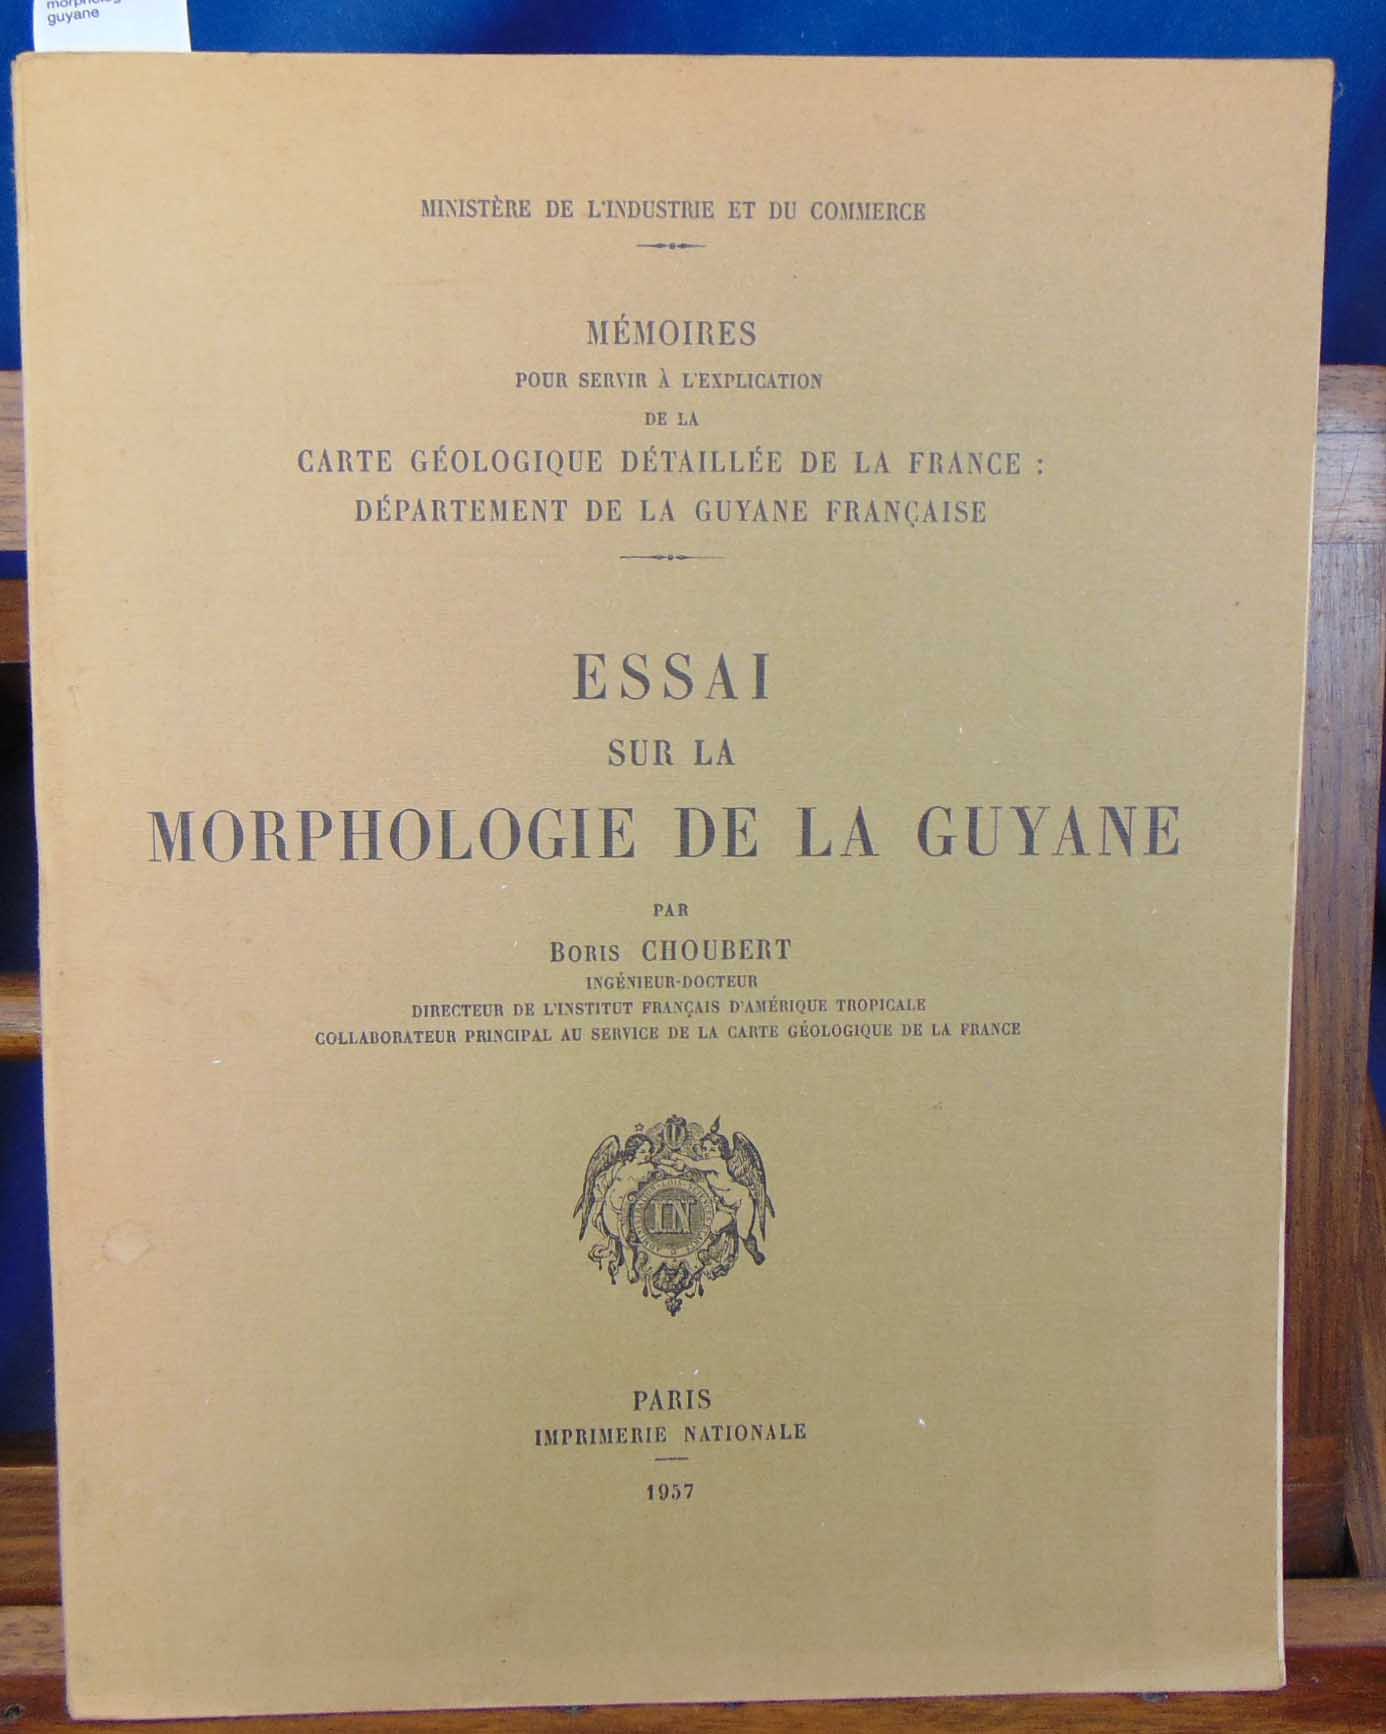 guyane
MINISTÈRE DE L'INDUSTRIE ET DU COMMERCE
MÉMOIRES
POUR SERVIR À L'EXPLICATION
DE LA
CARTE GÉOLOGIQUE DÉTAILLÉE DE LA FRANCE :
DÉPARTEMENT DE LA GUYANE FRANÇAISE
ESSAI
SUR LA
MORPHOLOGIE DE LA GUYANE
PAR
BORIS CHOUBERT
INGÉNIEUR-DOCTEUR
DIRECTEUR DE L'INSTITUT FRANÇAIS D'AMÉRIQUE TROPICALE
COLLABORATEUR PRINCIPAL AU SERVICE DE LA CARTE GÉOLOGIQUE DE LA FRANCE
IN
PARIS
IMPRIMERIE NATIONALE
1957